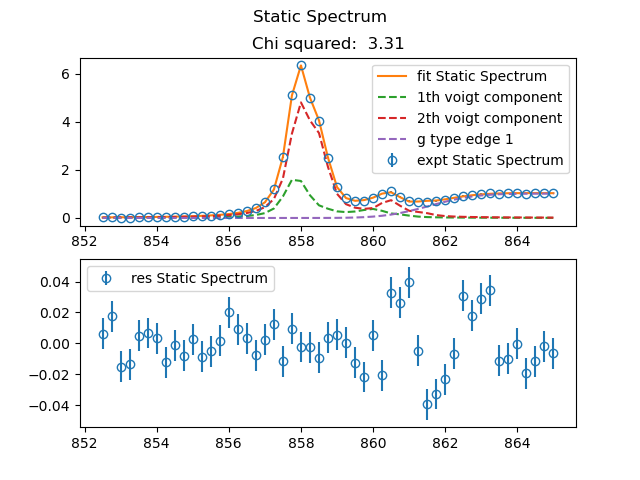 Static Spectrum
Chi squared:  3.31
6
4
2
0
fit Static Spectrum
1th voigt component
2th voigt component
g type edge 1
expt Static Spectrum
852 854 856 858 860 862 864
0.04
0.02
0.00
−0.02
−0.04
res Static Spectrum
852 854 856 858 860 862 864